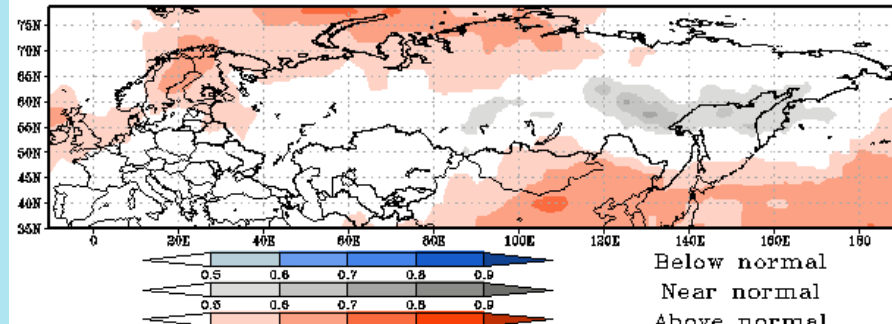 75N
70N
65N
60N
55N
50N
45N
40N
35N
0 20E 40E 60E 80E 100E 120E 140E 160E 180
0.5 0.6 0.7 0.8 0.9 Below normal
0.5 0.6 0.7 0.8 0.9 Near normal
Above normal